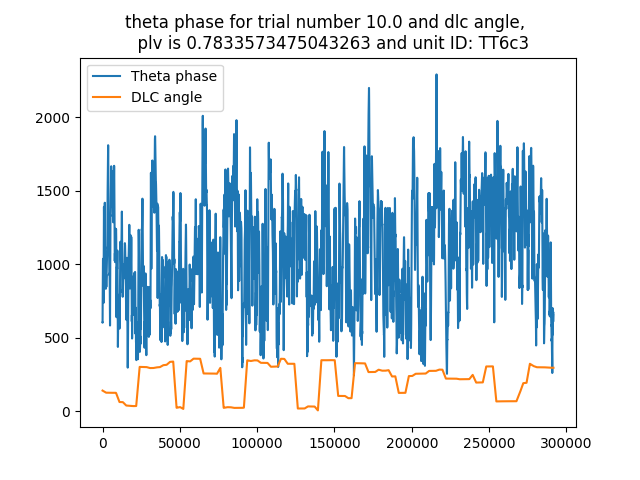 theta phase for trial number 10.0 and dlc angle,
plv is 0.7833573475043263 and unit ID: TT6c3
Theta phase
DLC angle
2000
1500
1000
500
0
0 50000 100000 150000 200000 250000 300000